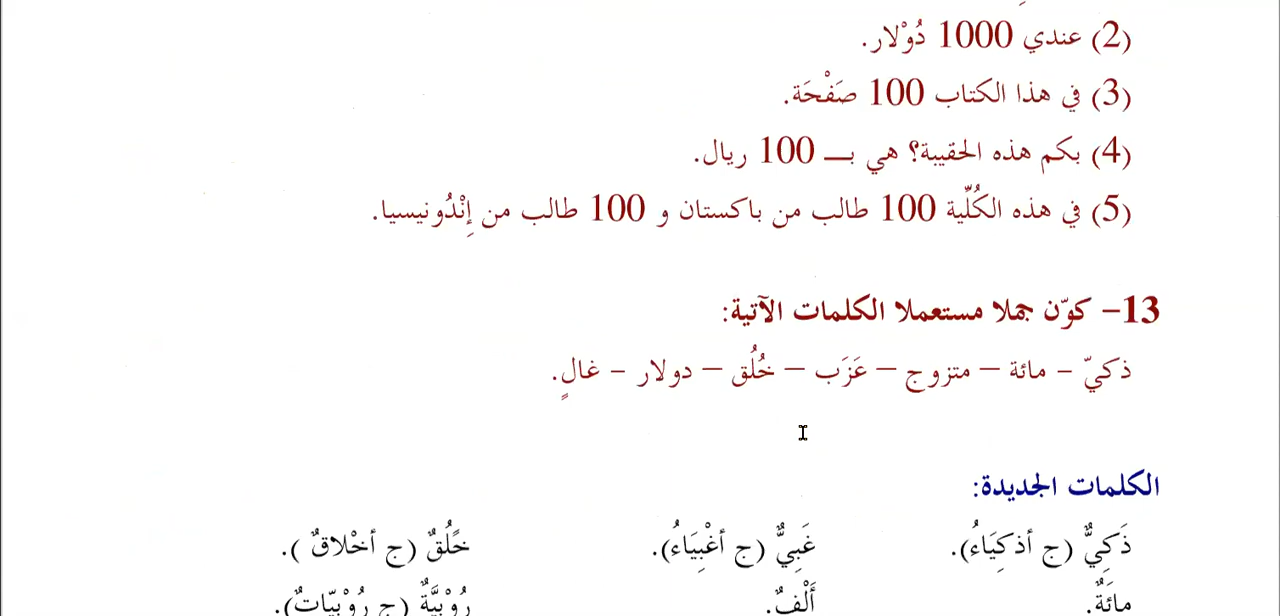 (2) عندي 1000 دُوْلار.
(3) في هذا الكتاب 100 صَفْحَة.
(4) بكم هذه الحقيبة؟ هي بـــ 100 ريال.
(5) في هذه الكُلِّية 100 طالب من باكستان و 100 طالب من إِنْدُونيسيا.
13– كوّن جملا مستعملا الكلمات الآتية:
ذكيّ – مائة – متزوج – عَزَب – خُلُق – دولار – غالٍ.
الكلمات الجديدة:
ذَكِيٌّ (ج أذكِيَاءُ). غَبِيٌّ (ج أغْبِيَاءُ). خُلُقٌ (ج أخْلاقٌ ).
مائَةٌ. أَلْفٌ. رُوْبِيَّةٌ (ج رُوْبِيّاتٌ).